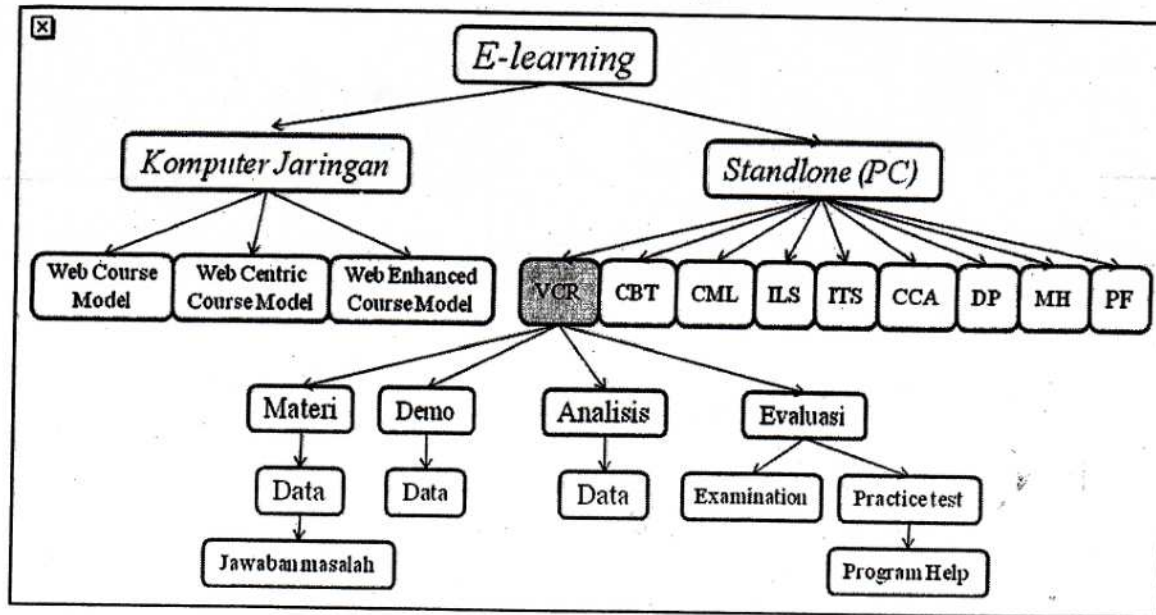 E-learning
Komputer Jaringan
Standlone (PC)
Web Course
Model
Web Centric
Course Model
Web Enhanced
Course Model
VCR
CBT
CML
ILS
ITS
CCA
DP
MH
PF
Materi
Demo
Analisis
Evaluasi
Data
Data
Data
Examination
Practice test
Jawaban masalah
Program Help